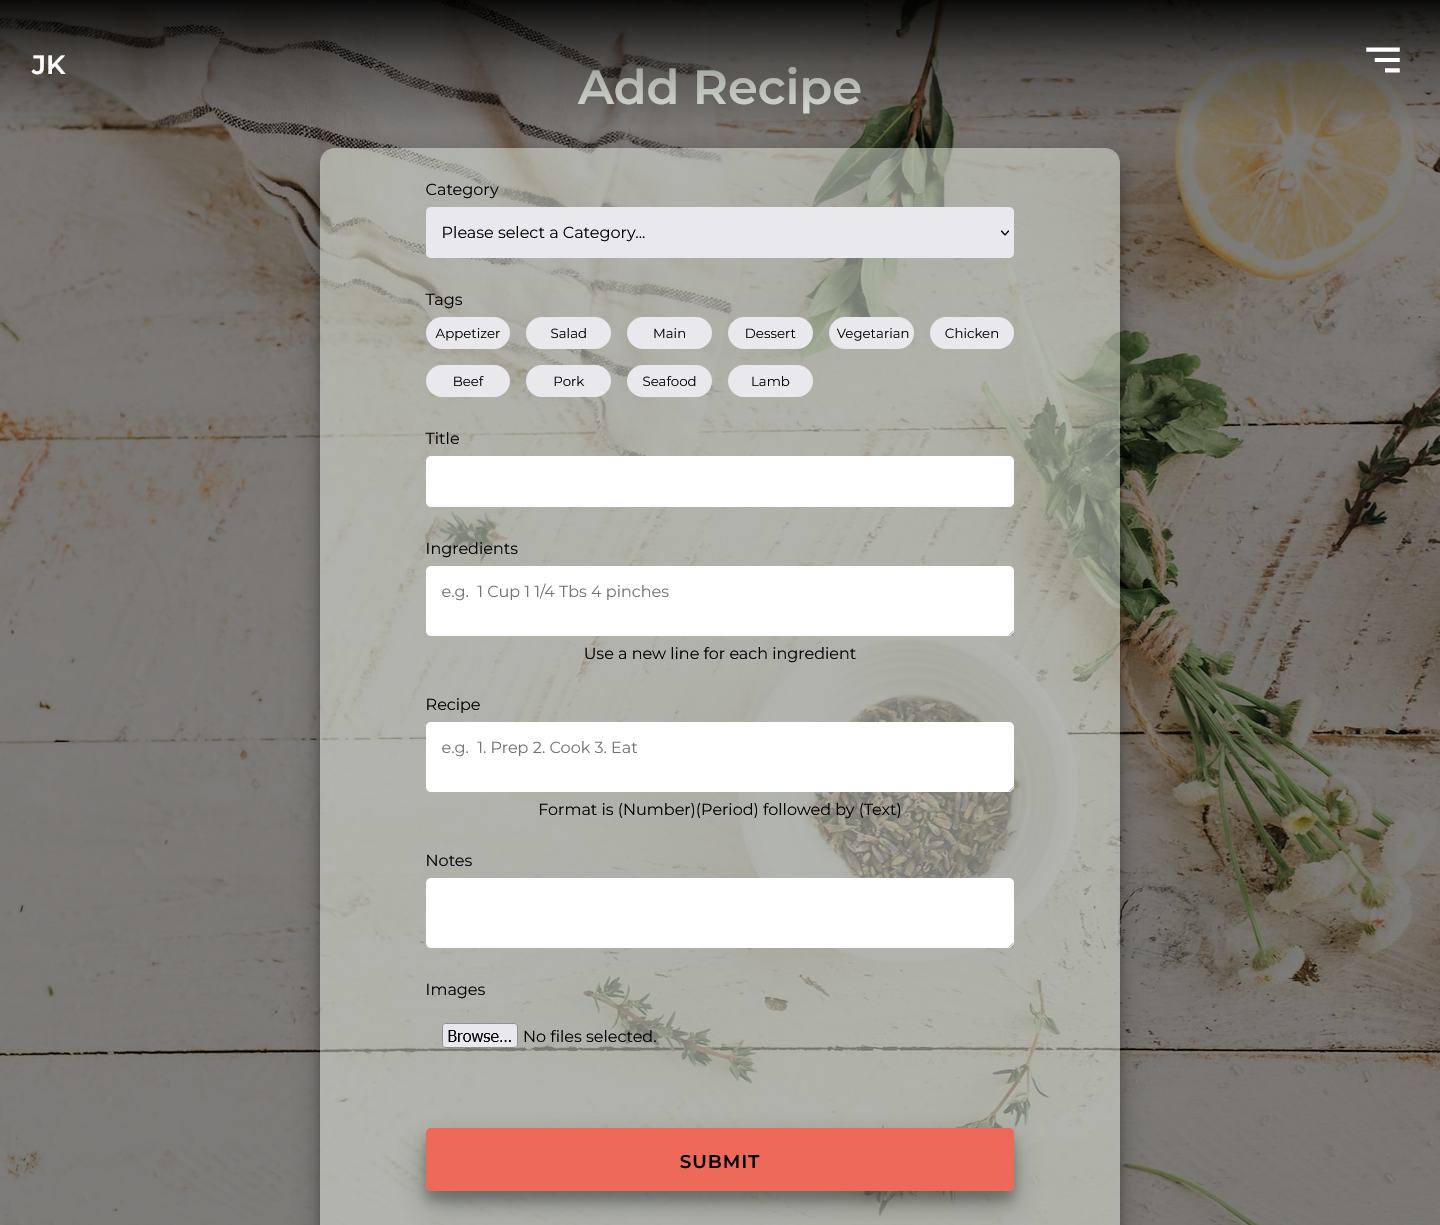 JK
Add Recipe
Category
Please select a Category...
Tags
Appetizer Salad Main Dessert Vegetarian Chicken
Beef Pork Seafood Lamb
Title
Ingredients
e.g.  1 Cup 1 1/4 Tbs 4 pinches
Use a new line for each ingredient
Recipe
e.g.  1. Prep 2. Cook 3. Eat
Format is (Number)(Period) followed by (Text)
Notes
Images
Browse... No files selected.
SUBMIT